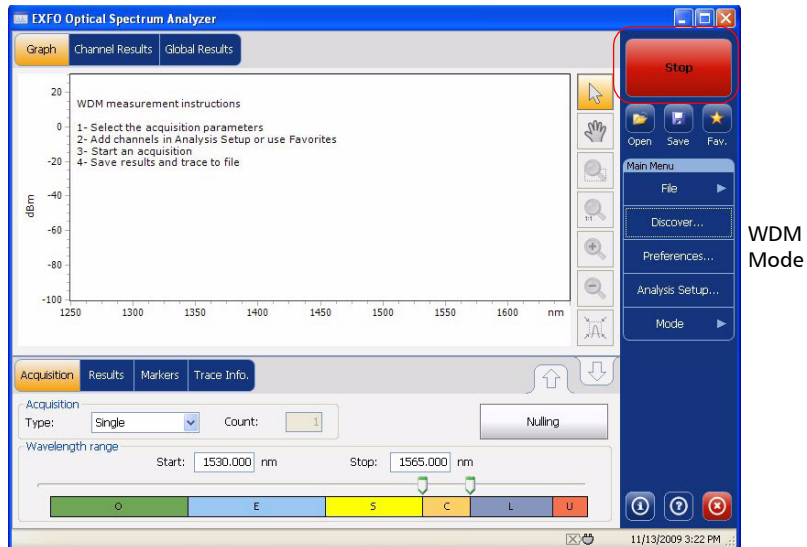 EXFO Optical Spectrum Analyzer
Graph Channel Results Global Results
Stop
WDM measurement instructions
1- Select the acquisition parameters
2- Add channels in Analysis Setup or use Favorites
3- Start an acquisition
4- Save results and trace to file
20
0
-20
-40
-60
-80
-100
dBm
1250 1300 1350 1400 1450 1500 1550 1600 nm
1:1
Open Save Fav.
Main Menu
File
Discover...
Preferences...
Analysis Setup...
Mode
WDM
Mode
Acquisition Results Markers Trace Info.
Acquisition
Type: Single Count: 1
Nulling
Wavelength range
Start: 1530.000 nm Stop: 1565.000 nm
O E S C L U
11/13/2009 3:22 PM